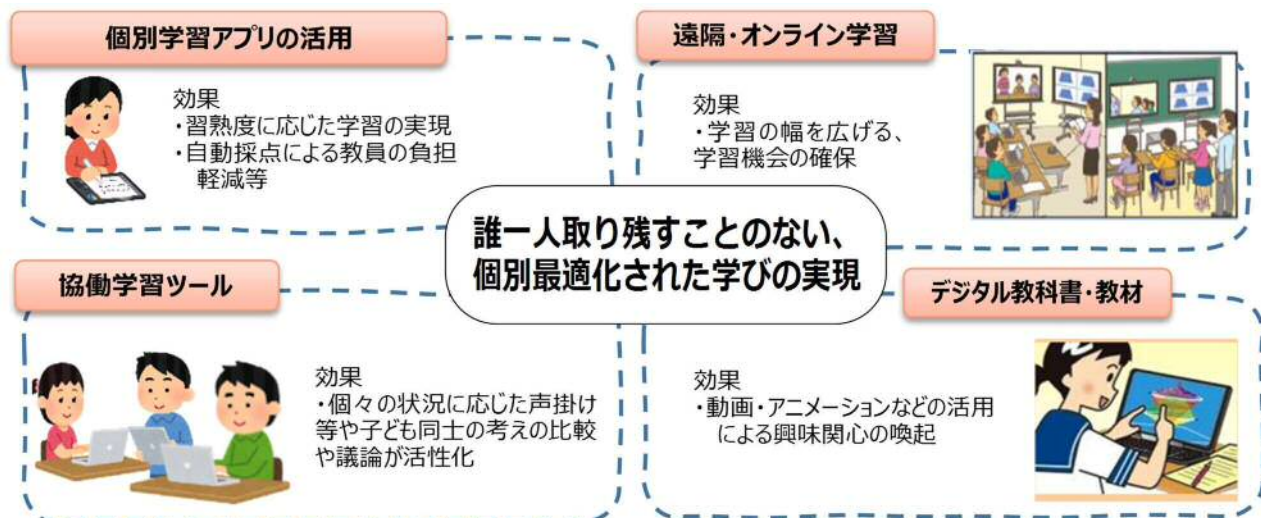 個別学習アプリの活用
効果
・習熟度に応じた学習の実現
・自動採点による教員の負担
軽減等
遠隔・オンライン学習
効果
・学習の幅を広げる、
学習機会の確保
誰一人取り残すことのない、
個別最適化された学びの実現
協働学習ツール
効果
・個々の状況に応じた声掛け
等や子ども同士の考えの比較
や議論が活性化
デジタル教科書・教材
効果
・動画・アニメーションなどの活用
による興味関心の喚起